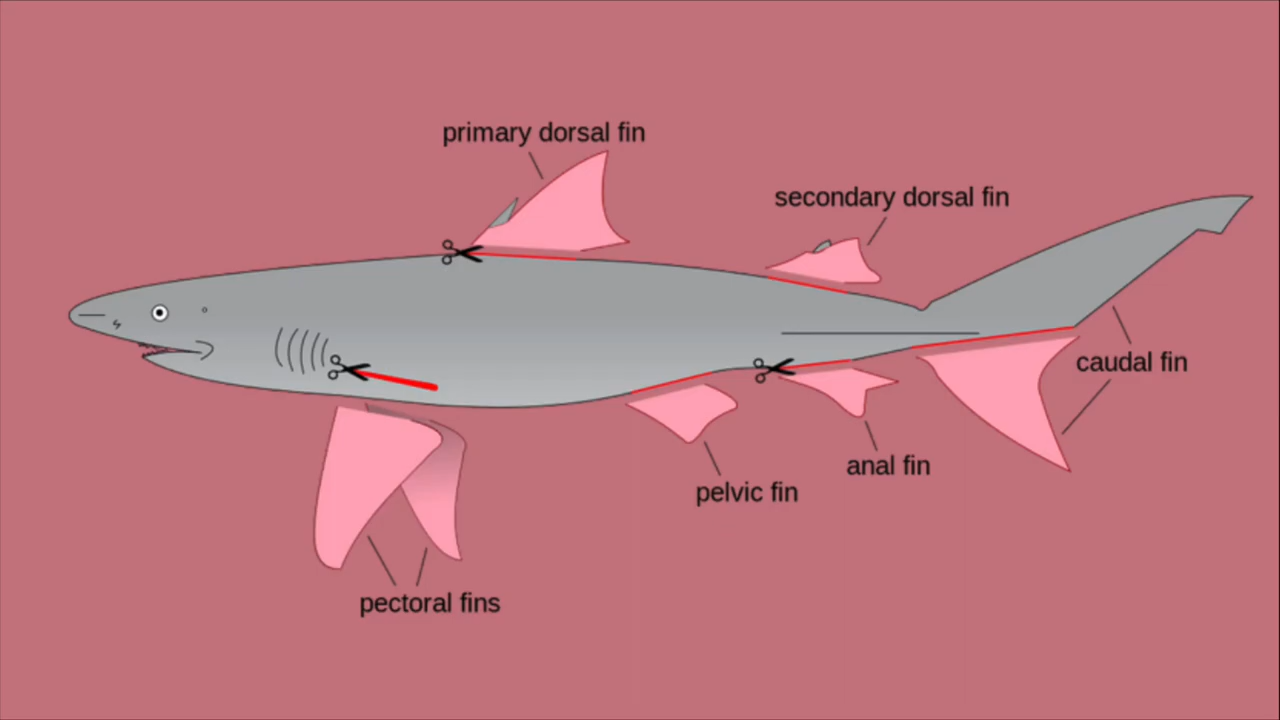 primary dorsal fin
secondary dorsal fin
caudal fin
anal fin
pelvic fin
pectoral fins